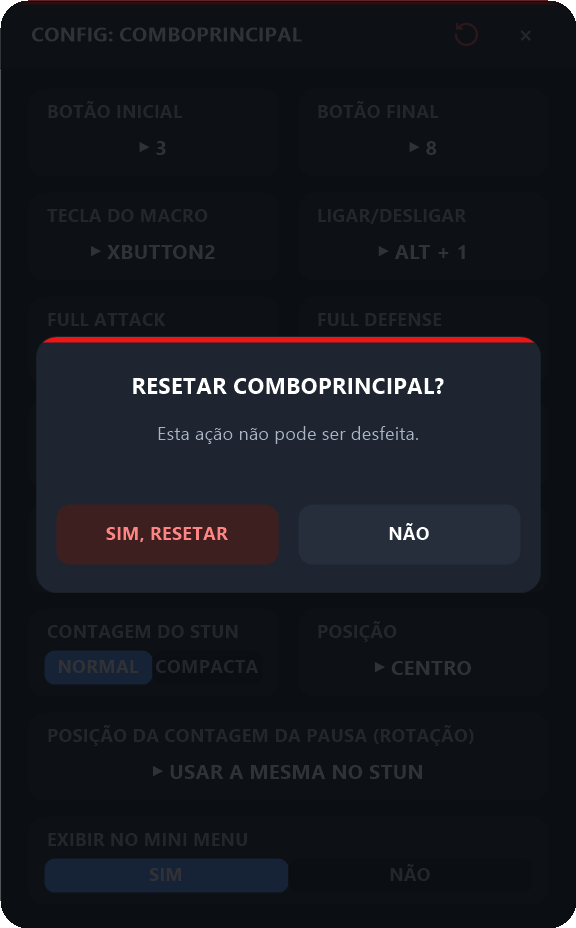 CONFIG: COMBOPRINCIPAL ×
BOTÃO INICIAL
▶ 3
BOTÃO FINAL
▶ 8
TECLA DO MACRO
▶ XBUTTON2
LIGAR/DESLIGAR
▶ ALT + 1
FULL ATTACK
FULL DEFENSE
RESETAR COMBOPRINCIPAL?
Esta ação não pode ser desfeita.
SIM, RESETAR
NÃO
CONTAGEM DO STUN
NORMAL COMPACTA
POSIÇÃO
▶ CENTRO
POSIÇÃO DA CONTAGEM DA PAUSA (ROTAÇÃO)
▶ USAR A MESMA NO STUN
EXIBIR NO MINI MENU
SIM NÃO